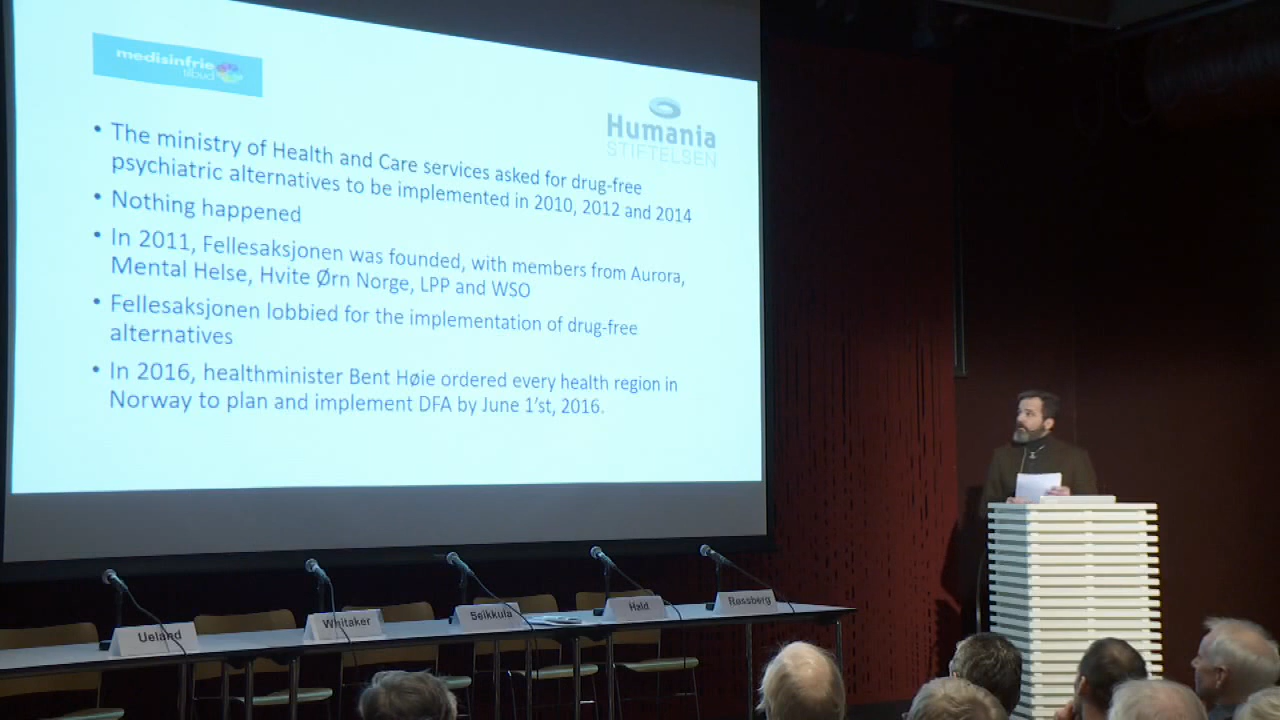 medisinfrie
tilbud
Humania
STIFTELSEN
• The ministry of Health and Care services asked for drug-free
psychiatric alternatives to be implemented in 2010, 2012 and 2014
• Nothing happened
• In 2011, Fellesaksjonen was founded, with members from Aurora,
Mental Helse, Hvite Ørn Norge, LPP and WSO
• Fellesaksjonen lobbied for the implementation of drug-free
alternatives
• In 2016, healthminister Bent Høie ordered every health region in
Norway to plan and implement DFA by June 1'st, 2016.
Ueland
Whitaker
Seikkula
Hald
Røssberg